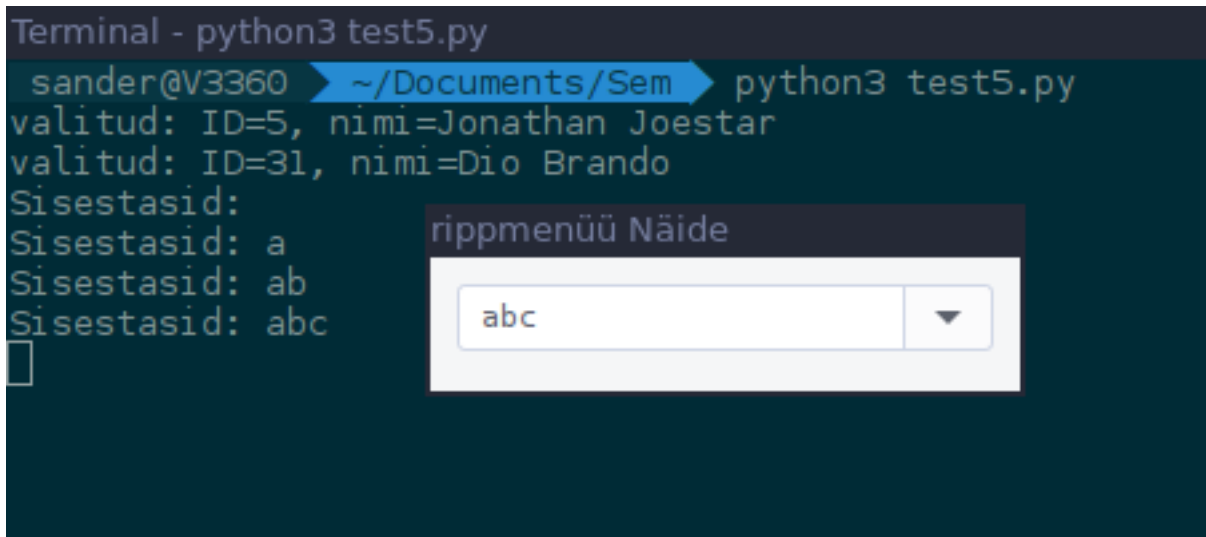 Terminal - python3 test5.py
sander@V3360 ~/Documents/Sem python3 test5.py
valitud: ID=5, nimi=Jonathan Joestar
valitud: ID=31, nimi=Dio Brando
Sisestasid:
Sisestasid: a
Sisestasid: ab
Sisestasid: abc
rippmenüü Näide
abc